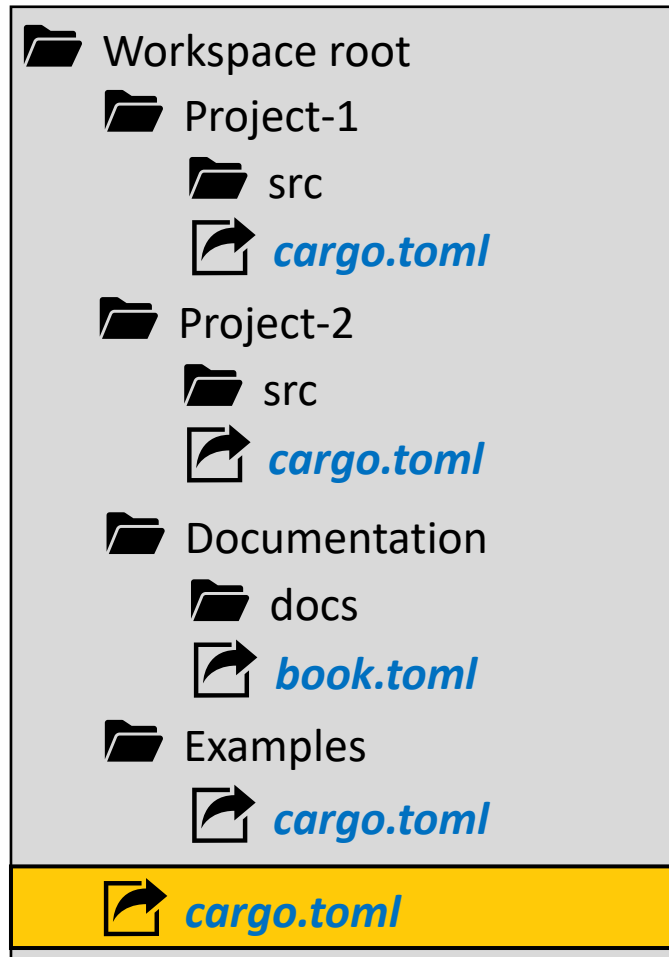 Workspace root
Project-1
src
cargo.toml
Project-2
src
cargo.toml
Documentation
docs
book.toml
Examples
cargo.toml
cargo.toml